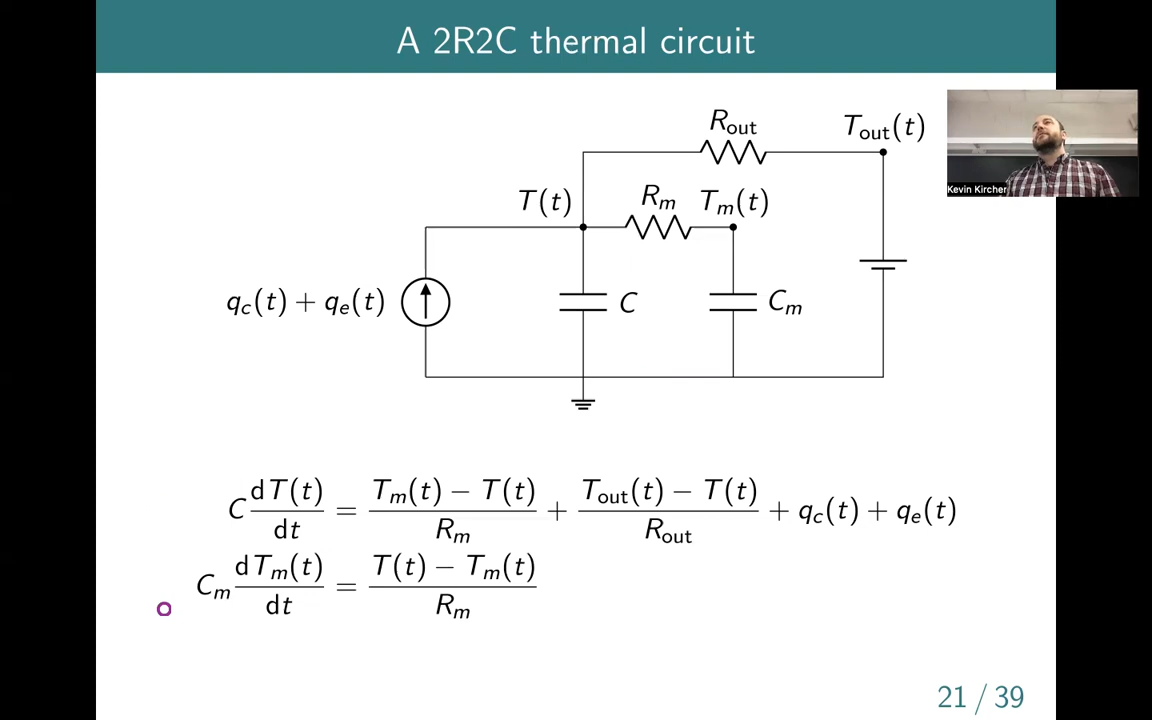 A 2R2C thermal circuit
R_out
T_out(t)
T(t)
R_m
T_m(t)
q_c(t) + q_e(t)
C
C_m
Kevin Kircher
C dT(t)/dt = (T_m(t) − T(t))/R_m + (T_out(t) − T(t))/R_out + q_c(t) + q_e(t)
C_m dT_m(t)/dt = (T(t) − T_m(t))/R_m
21 / 39